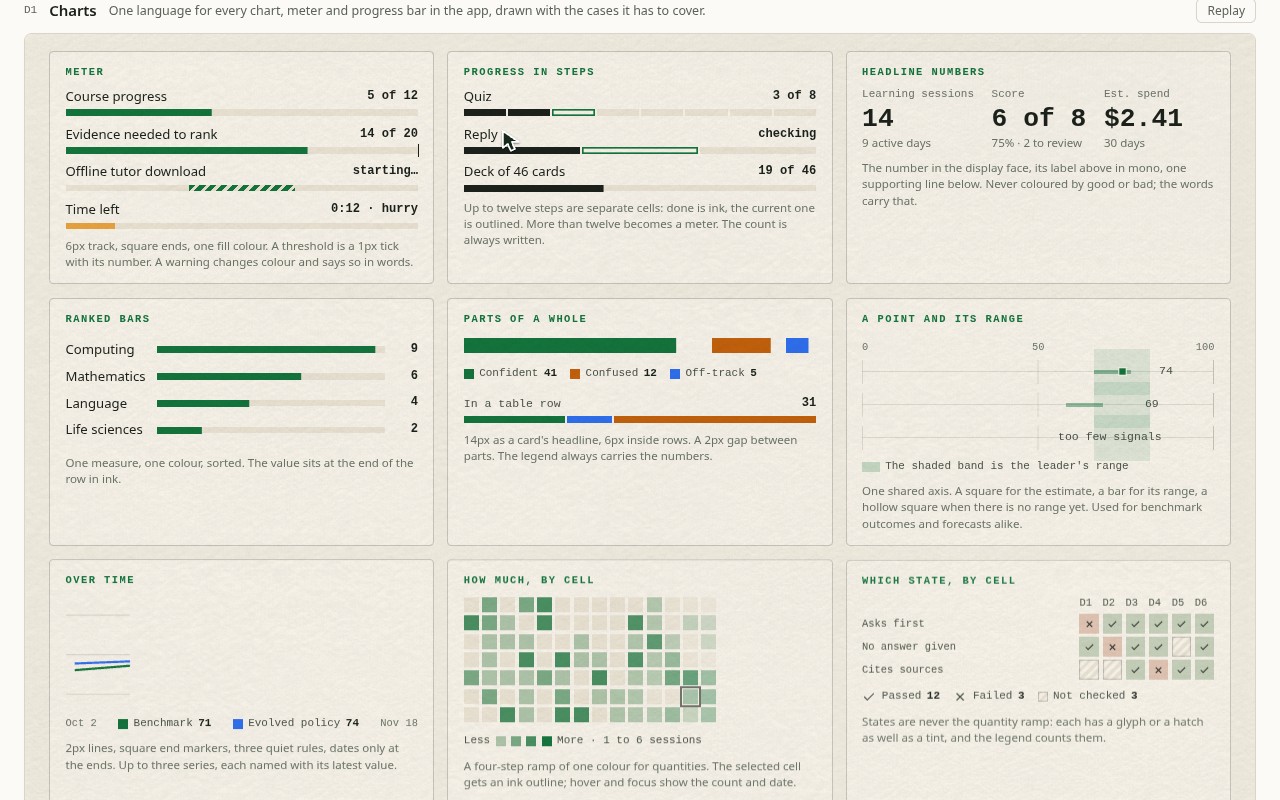 D1 Charts One language for every chart, meter and progress bar in the app, drawn with the cases it has to cover. Replay
METER
Course progress 5 of 12
Evidence needed to rank 14 of 20
Offline tutor download starting…
Time left 0:12 · hurry
6px track, square ends, one fill colour. A threshold is a 1px tick
with its number. A warning changes colour and says so in words.
PROGRESS IN STEPS
Quiz 3 of 8
Reply checking
Deck of 46 cards 19 of 46
Up to twelve steps are separate cells: done is ink, the current one
is outlined. More than twelve becomes a meter. The count is
always written.
HEADLINE NUMBERS
Learning sessions Score Est. spend
14 6 of 8 $2.41
9 active days 75% · 2 to review 30 days
The number in the display face, its label above in mono, one
supporting line below. Never coloured by good or bad; the words
carry that.
RANKED BARS
Computing 9
Mathematics 6
Language 4
Life sciences 2
One measure, one colour, sorted. The value sits at the end of the
row in ink.
PARTS OF A WHOLE
Confident 41 Confused 12 Off-track 5
In a table row 31
14px as a card's headline, 6px inside rows. A 2px gap between
parts. The legend always carries the numbers.
A POINT AND ITS RANGE
0 50 100
74
69
too few signals
The shaded band is the leader's range
One shared axis. A square for the estimate, a bar for its range, a
hollow square when there is no range yet. Used for benchmark
outcomes and forecasts alike.
OVER TIME
Oct 2 Benchmark 71 Evolved policy 74 Nov 18
2px lines, square end markers, three quiet rules, dates only at
the ends. Up to three series, each named with its latest value.
HOW MUCH, BY CELL
Less More · 1 to 6 sessions
A four-step ramp of one colour for quantities. The selected cell
gets an ink outline; hover and focus show the count and date.
WHICH STATE, BY CELL
D1 D2 D3 D4 D5 D6
Asks first
No answer given
Cites sources
Passed 12 Failed 3 Not checked 3
States are never the quantity ramp: each has a glyph or a hatch
as well as a tint, and the legend counts them.